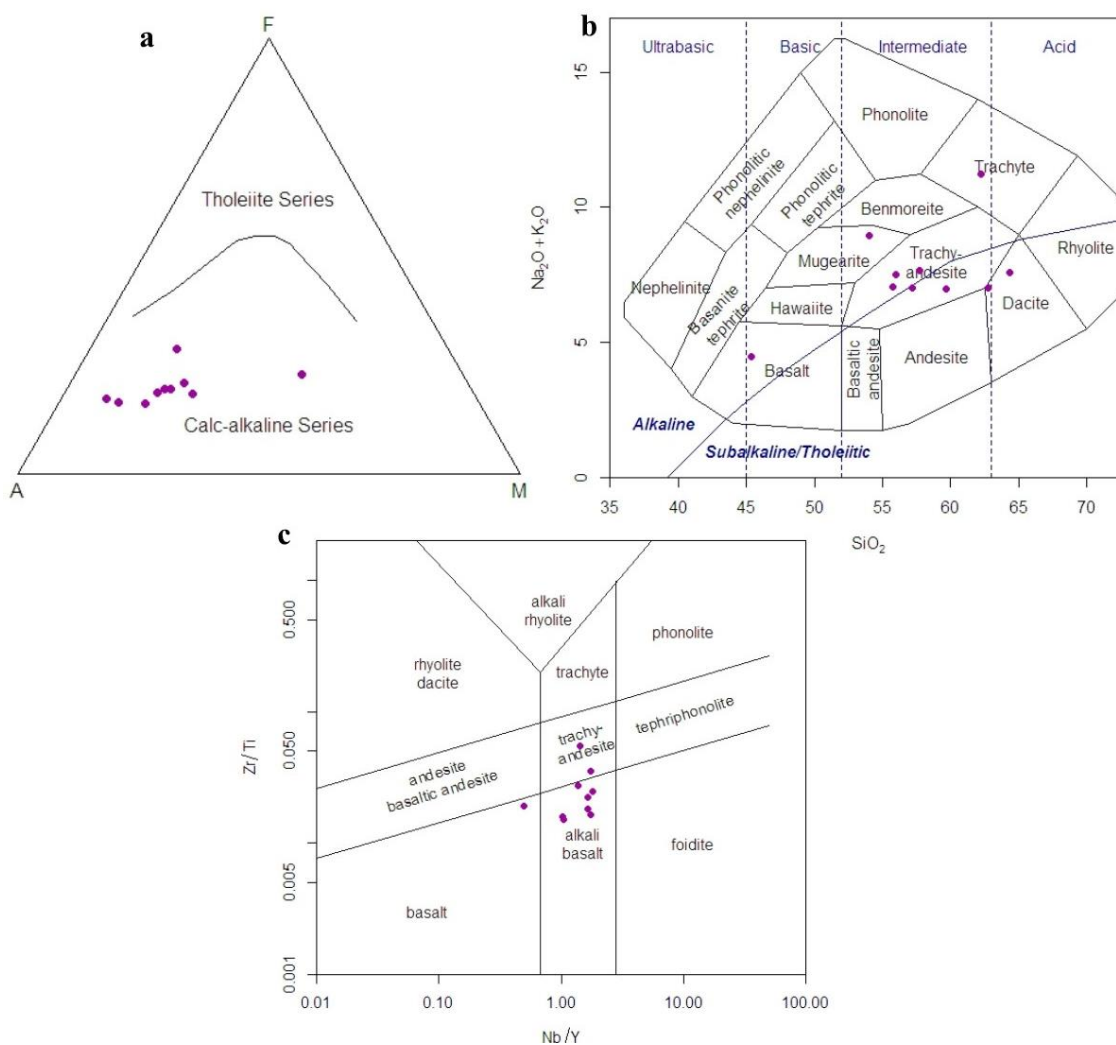 a
F
Tholeiite Series
Calc-alkaline Series
A
M
b
Ultrabasic
Basic
Intermediate
Acid
Na2O + K2O
15
10
5
0
Phonolite
Phonolitic
nephelinite
Phonolitic
tephrite
Trachyte
Benmoreite
Mugearite
Trachy-
andesite
Rhyolite
Nephelinite
Basanite
tephrite
Hawaiite
Dacite
Basalt
Basaltic
andesite
Andesite
Alkaline
Subalkaline/Tholeiitic
35
40
45
50
55
60
65
70
SiO2
c
Zr/Ti
0.500
0.050
0.005
0.001
alkali
rhyolite
phonolite
rhyolite
dacite
trachyte
tephriphonolite
trachy-
andesite
andesite
basaltic andesite
alkali
basalt
foidite
basalt
0.01
0.10
1.00
10.00
100.00
Nb/Y